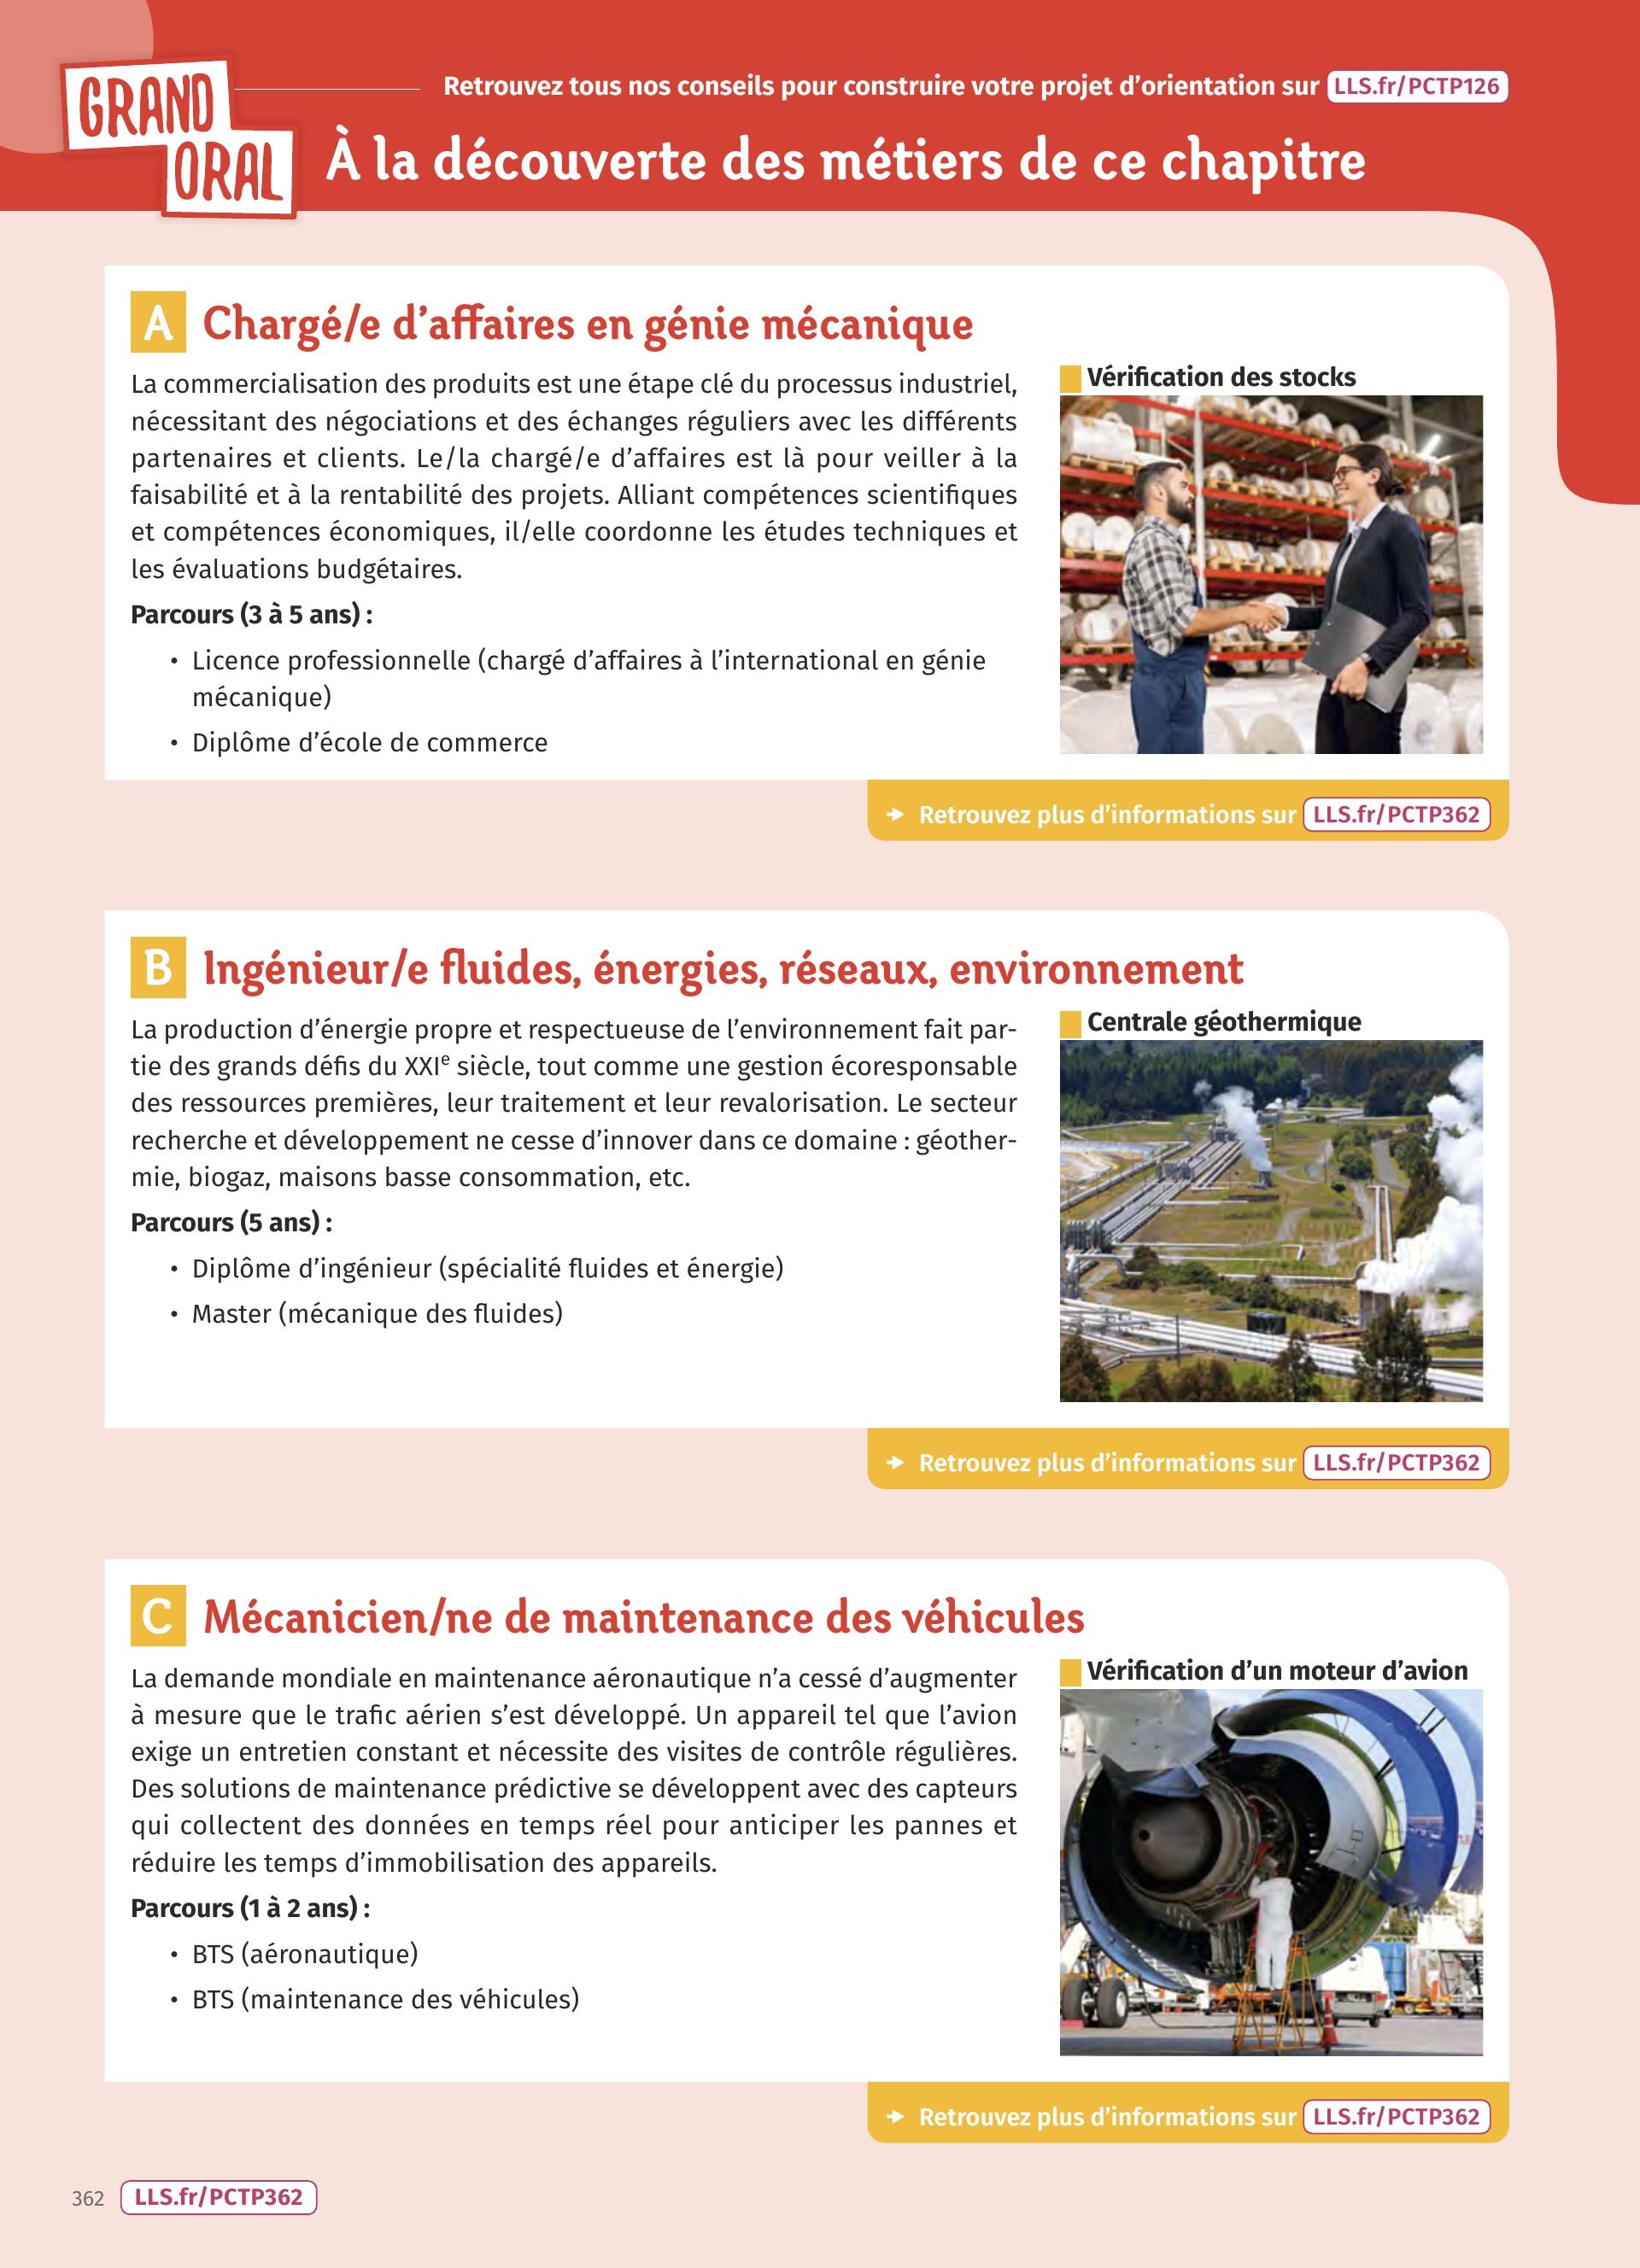 GRAND
ORAL
Retrouvez tous nos conseils pour construire votre projet d’orientation sur LLS.fr/PCTP126
À la découverte des métiers de ce chapitre
A Chargé/e d’affaires en génie mécanique
La commercialisation des produits est une étape clé du processus industriel,
nécessitant des négociations et des échanges réguliers avec les différents
partenaires et clients. Le/la chargé/e d’affaires est là pour veiller à la
faisabilité et à la rentabilité des projets. Alliant compétences scientifiques
et compétences économiques, il/elle coordonne les études techniques et
les évaluations budgétaires.
Parcours (3 à 5 ans) :
• Licence professionnelle (chargé d’affaires à l’international en génie
mécanique)
• Diplôme d’école de commerce
Vérification des stocks
Retrouvez plus d’informations sur LLS.fr/PCTP362
B Ingénieur/e fluides, énergies, réseaux, environnement
La production d’énergie propre et respectueuse de l’environnement fait par-
tie des grands défis du XXIe siècle, tout comme une gestion écoresponsable
des ressources premières, leur traitement et leur revalorisation. Le secteur
recherche et développement ne cesse d’innover dans ce domaine : géother-
mie, biogaz, maisons basse consommation, etc.
Parcours (5 ans) :
• Diplôme d’ingénieur (spécialité fluides et énergie)
• Master (mécanique des fluides)
Centrale géothermique
Retrouvez plus d’informations sur LLS.fr/PCTP362
C Mécanicien/ne de maintenance des véhicules
La demande mondiale en maintenance aéronautique n’a cessé d’augmenter
à mesure que le trafic aérien s’est développé. Un appareil tel que l’avion
exige un entretien constant et nécessite des visites de contrôle régulières.
Des solutions de maintenance prédictive se développent avec des capteurs
qui collectent des données en temps réel pour anticiper les pannes et
réduire les temps d’immobilisation des appareils.
Parcours (1 à 2 ans) :
• BTS (aéronautique)
• BTS (maintenance des véhicules)
Vérification d’un moteur d’avion
Retrouvez plus d’informations sur LLS.fr/PCTP362
362 LLS.fr/PCTP362